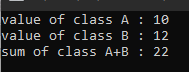 value of class A : 10
value of class B : 12
sum of class A+B : 22